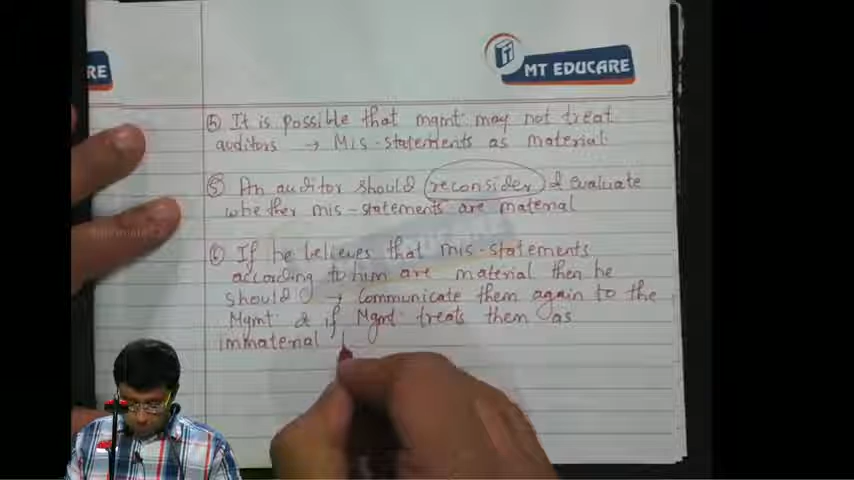 RE
MT EDUCARE
④ It is possible that mgmt. may not treat
auditors → Mis-statements as material
⑤ An auditor should reconsider & evaluate
whether mis-statements are material
⑥ If he believes that mis-statements
according to him are material then he
should → communicate them again to the
Mgmt. & if Mgmt. treats them as
immaterial